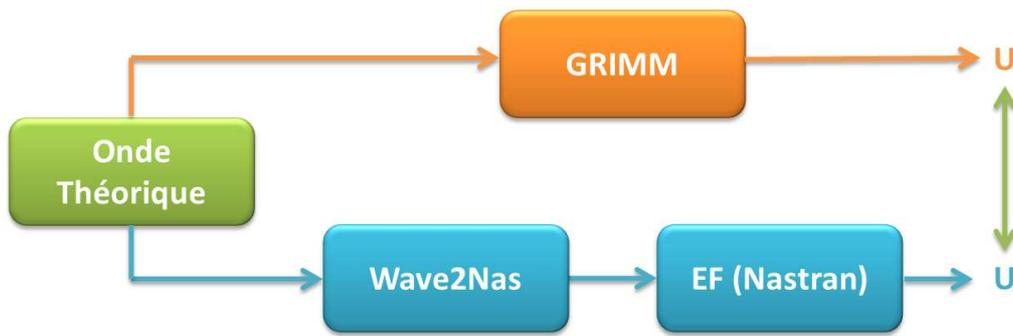 GRIMM
U
Onde
Théorique
Wave2Nas
EF (Nastran)
U